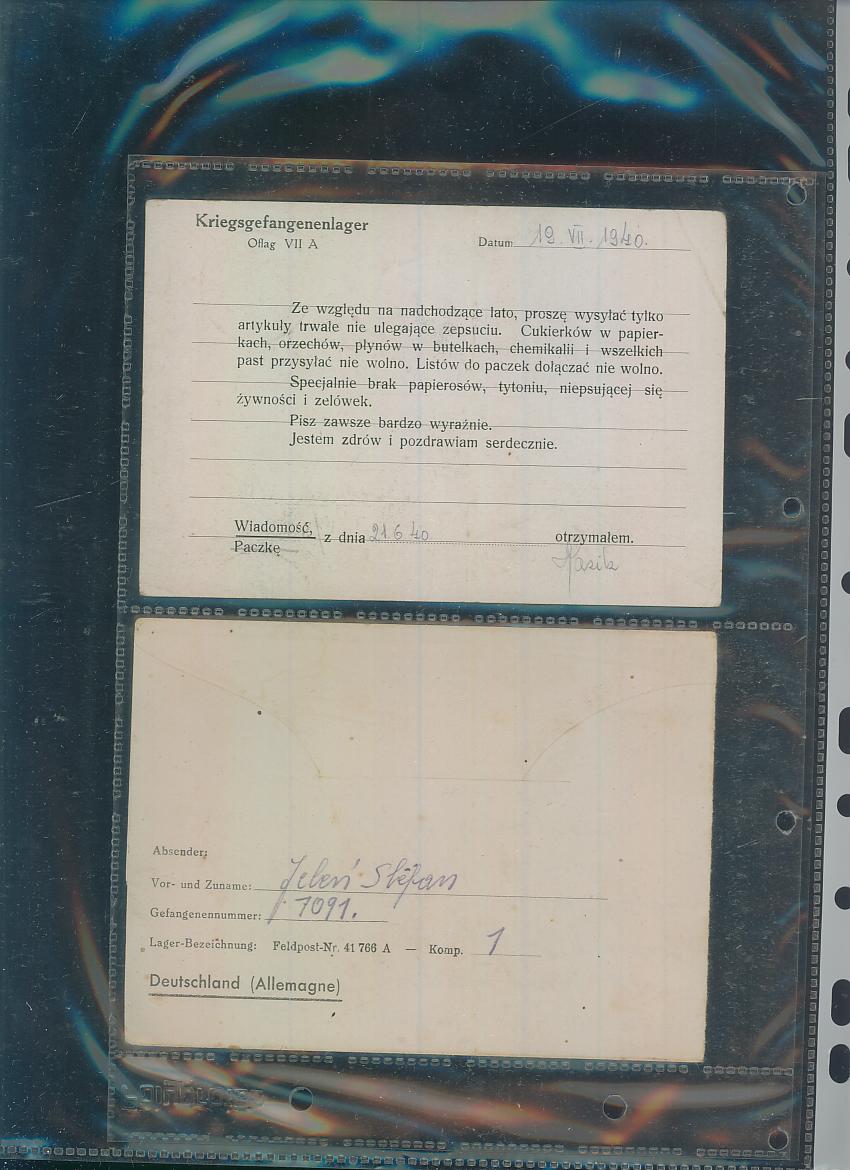 Kriegsgefangenenlager
Oflag VII A
Datum 19. VII. 1940.
Ze względu na nadchodzące lato, proszę wysyłać tylko
artykuły trwałe nie ulegające zepsuciu. Cukierków w papier-
kach, orzechów, płynów w butelkach, chemikalii i wszelkich
past przysyłać nie wolno. Listów do paczek dołączać nie wolno.
Specjalnie brak papierosów, tytoniu, niepsującej się
żywności i zelówek.
Pisz zawsze bardzo wyraźnie.
Jestem zdrów i pozdrawiam serdecznie.
Wiadomość, z dnia 21.6.40 otrzymałem.
Paczkę
Absender:
Vor- und Zuname: Jeleń Stefan
Gefangenennummer: 1091.
Lager-Bezeichnung: Feldpost-Nr. 41 766 A — Komp. 1
Deutschland (Allemagne)